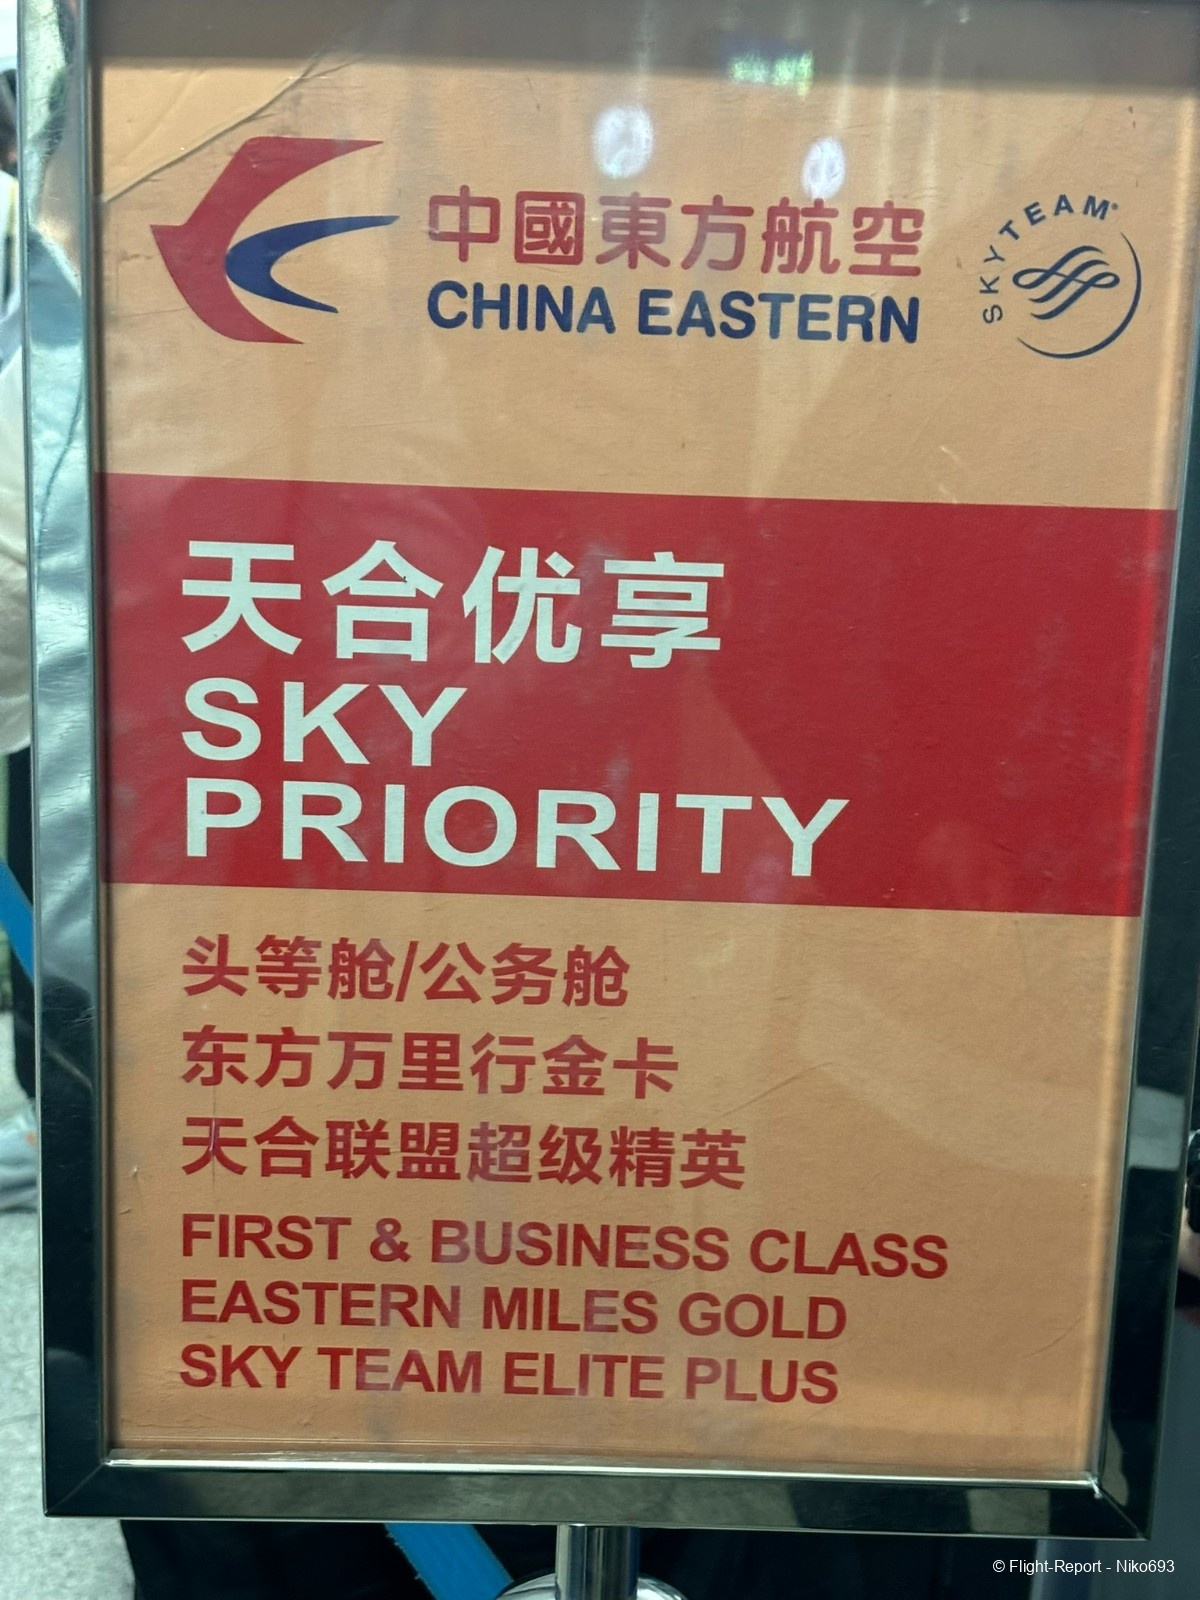 中國東方航空
CHINA EASTERN
SKYTEAM
天合优享
SKY
PRIORITY
头等舱/公务舱
东方万里行金卡
天合联盟超级精英
FIRST & BUSINESS CLASS
EASTERN MILES GOLD
SKY TEAM ELITE PLUS
© Flight-Report - Niko693